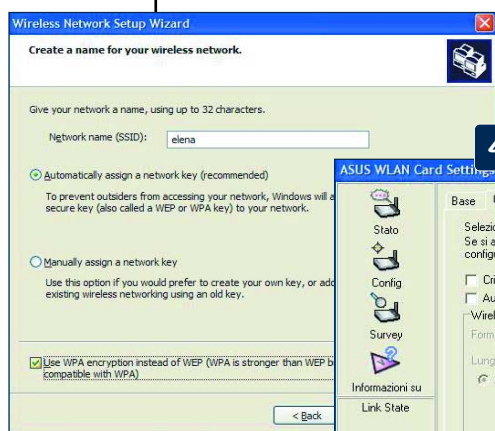 Wireless Network Setup Wizard
Create a name for your wireless network.
Give your network a name, using up to 32 characters.
Network name (SSID):
elena
Automatically assign a network key (recommended)
To prevent outsiders from accessing your network, Windows will a
secure key (also called a WEP or WPA key) to your network.
Manually assign a network key
Use this option if you would prefer to create your own key, or add
existing wireless networking using an old key.
Use WPA encryption instead of WEP (WPA is stronger than WEP b
compatible with WPA)
< Back
4
ASUS WLAN Card Settings
Stato
Config
Survey
Informazioni su
Link State
Base
Selezio
Se si a
config
Cri
Au
Wirel
Form
Lung